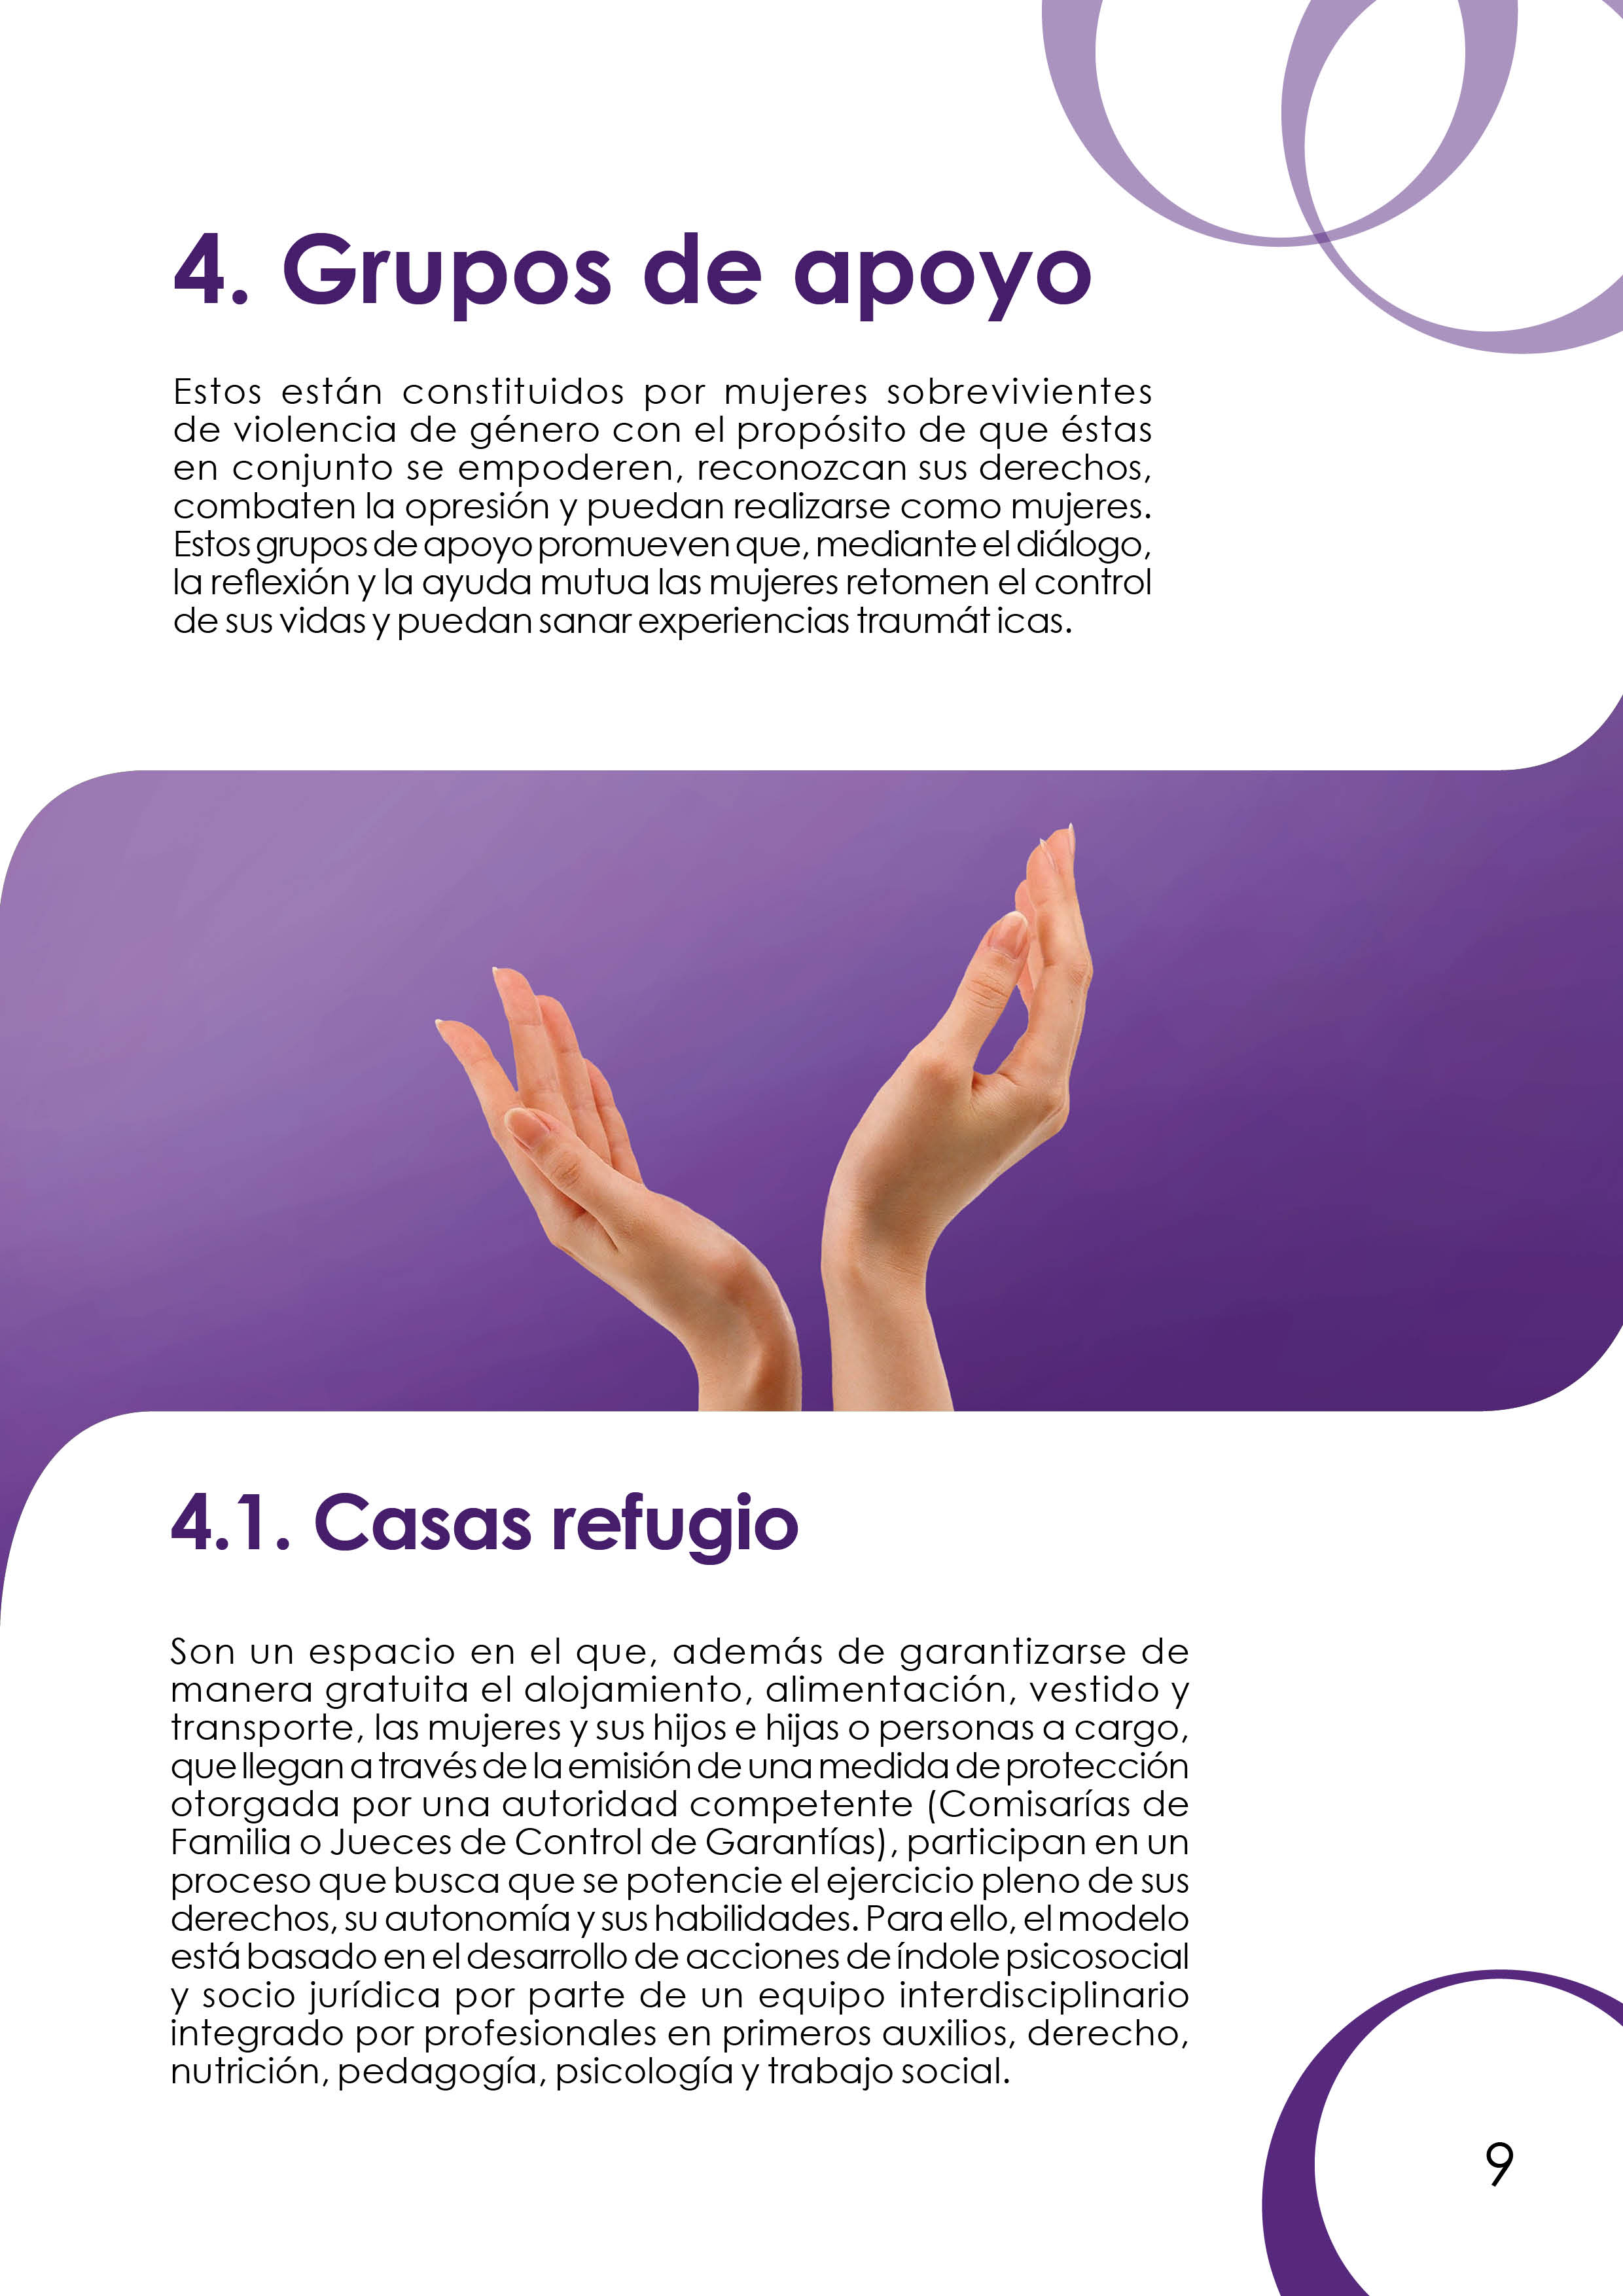 4. Grupos de apoyo
Estos están constituidos por mujeres sobrevivientes
de violencia de género con el propósito de que éstas
en conjunto se empoderen, reconozcan sus derechos,
combaten la opresión y puedan realizarse como mujeres.
Estos grupos de apoyo promueven que, mediante el diálogo,
la reflexión y la ayuda mutua las mujeres retomen el control
de sus vidas y puedan sanar experiencias traumát icas.
4.1. Casas refugio
Son un espacio en el que, además de garantizarse de
manera gratuita el alojamiento, alimentación, vestido y
transporte, las mujeres y sus hijos e hijas o personas a cargo,
que llegan a través de la emisión de una medida de protección
otorgada por una autoridad competente (Comisarías de
Familia o Jueces de Control de Garantías), participan en un
proceso que busca que se potencie el ejercicio pleno de sus
derechos, su autonomía y sus habilidades. Para ello, el modelo
está basado en el desarrollo de acciones de índole psicosocial
y socio jurídica por parte de un equipo interdisciplinario
integrado por profesionales en primeros auxilios, derecho,
nutrición, pedagogía, psicología y trabajo social.
9